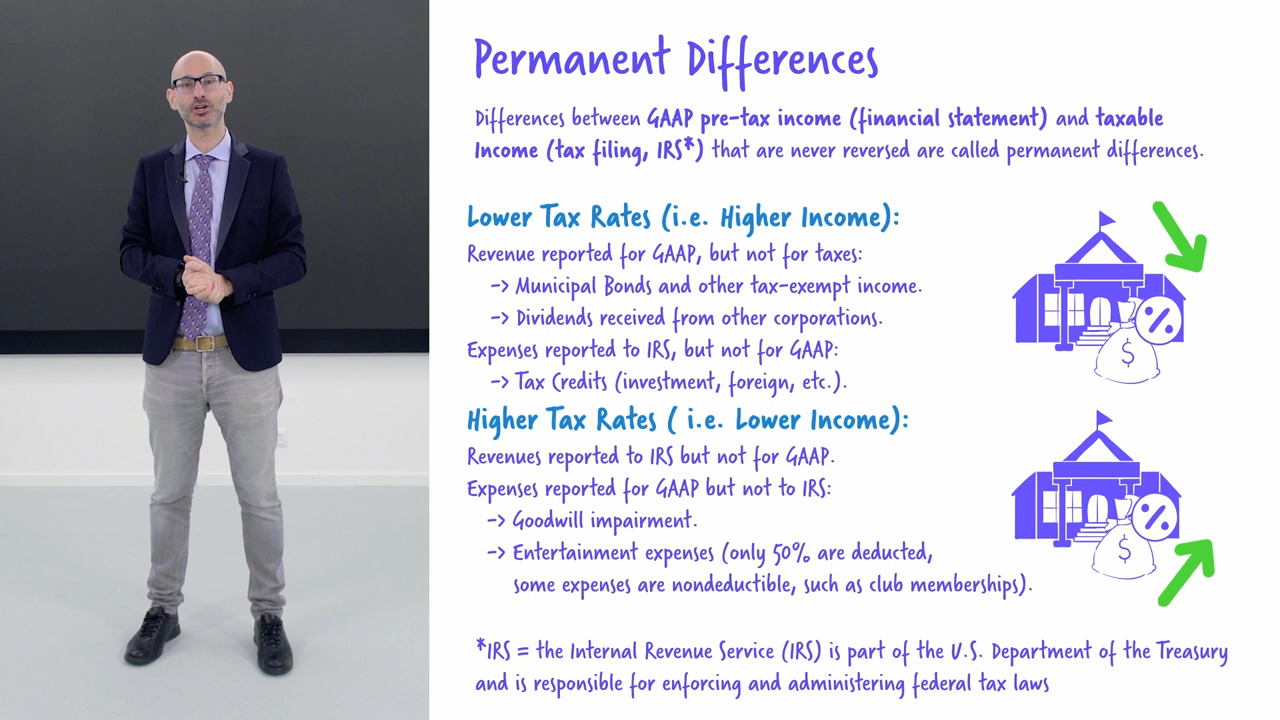 Permanent Differences
Differences between GAAP pre-tax income (financial statement) and taxable
Income (tax filing, IRS*) that are never reversed are called permanent differences.
Lower Tax Rates (i.e. Higher Income):
Revenue reported for GAAP, but not for taxes:
-> Municipal Bonds and other tax-exempt income.
-> Dividends received from other corporations.
Expenses reported to IRS, but not for GAAP:
-> Tax Credits (investment, foreign, etc.).
Higher Tax Rates ( i.e. Lower Income):
Revenues reported to IRS but not for GAAP.
Expenses reported for GAAP but not to IRS:
-> Goodwill impairment.
-> Entertainment expenses (only 50% are deducted,
some expenses are nondeductible, such as club memberships).
%
$
%
$
*IRS = the Internal Revenue Service (IRS) is part of the U.S. Department of the Treasury
and is responsible for enforcing and administering federal tax laws